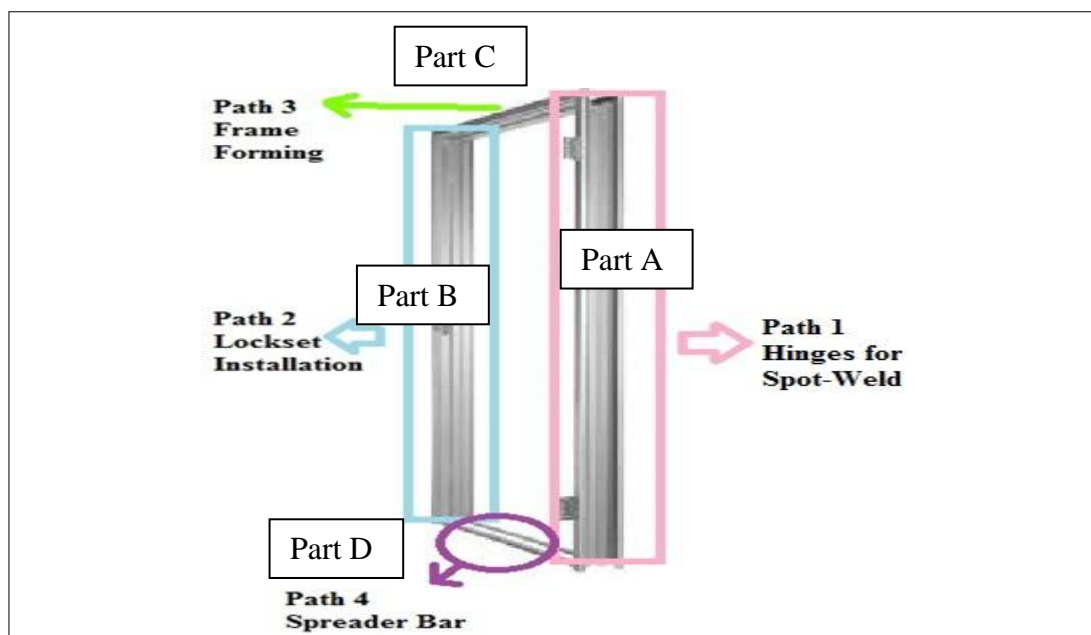 Part C
Path 3
Frame
Forming
Part A
Part B
Path 2
Lockset
Installation
Path 1
Hinges for
Spot-Weld
Part D
Path 4
Spreader Bar